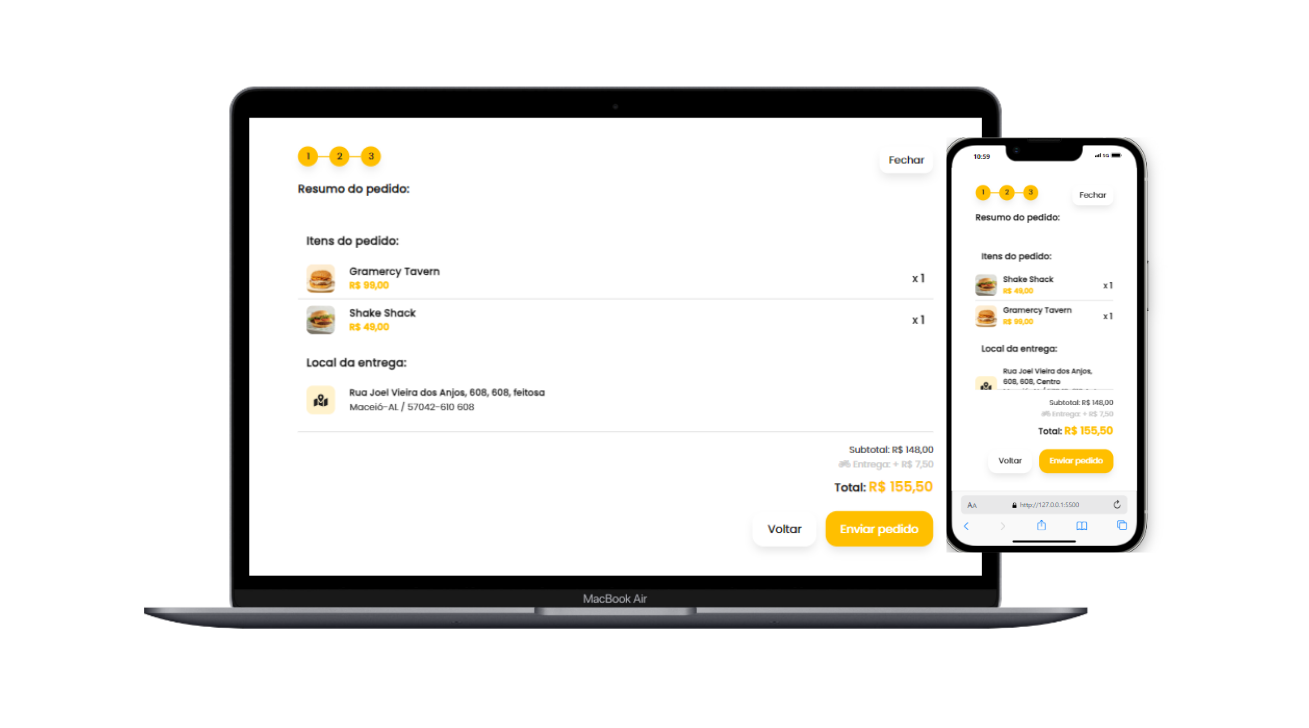 1 2 3
Fechar
Resumo do pedido:
Itens do pedido:
Gramercy Tavern
R$ 99,00
x 1
Shake Shack
R$ 49,00
x 1
Local da entrega:
Rua Joel Vieira dos Anjos, 608, 608, feitosa
Maceió-AL / 57042-610 608
Subtotal: R$ 148,00
Entrega: + R$ 7,50
Total: R$ 155,50
Voltar
Enviar pedido
MacBook Air
10:59
5G
1 2 3
Fechar
Resumo do pedido:
Itens do pedido:
Shake Shack
R$ 49,00
x 1
Gramercy Tavern
R$ 99,00
x 1
Local da entrega:
Rua Joel Vieira dos Anjos,
608, 608, Centro
Subtotal: R$ 148,00
Entrega: + R$ 7,50
Total: R$ 155,50
Voltar
Enviar pedido
AA
http://127.0.0.1:5500